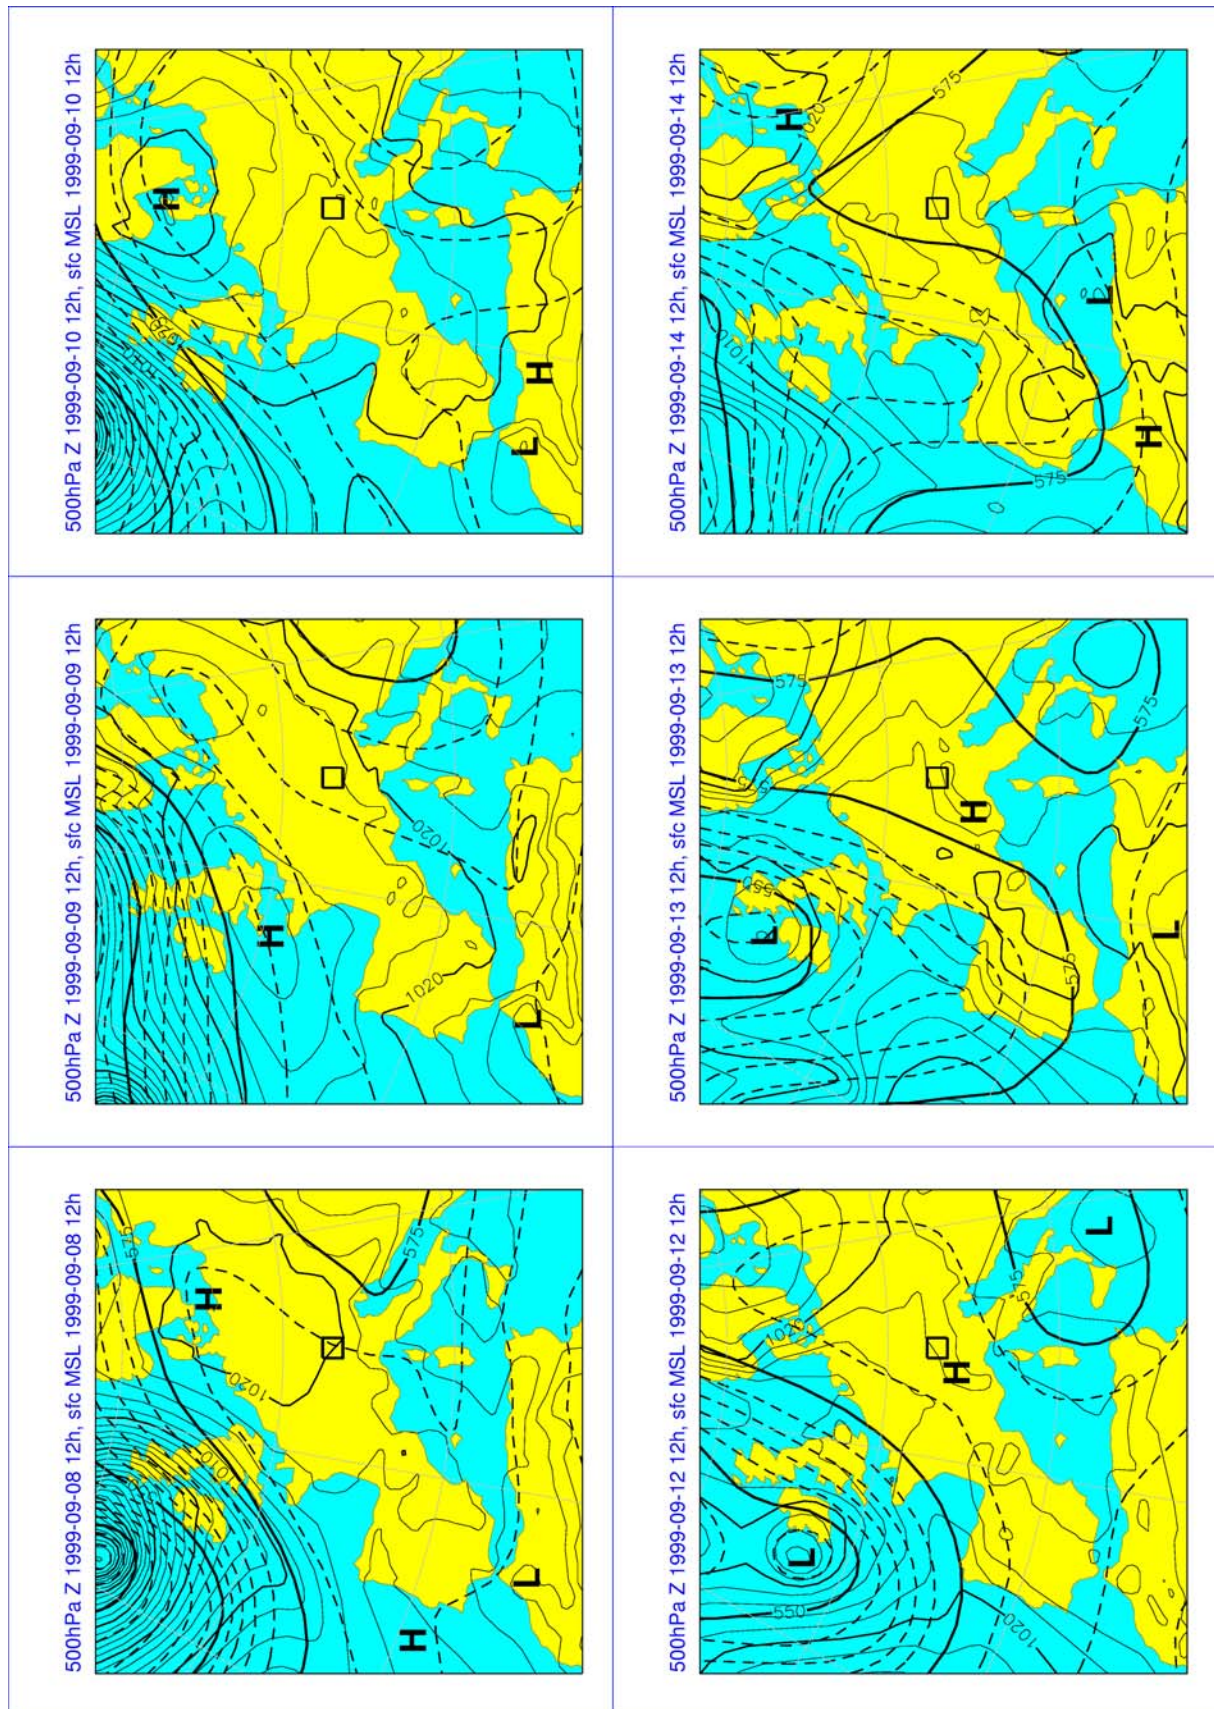 500hPa Z 1999-09-08 12h, sfc MSL 1999-09-08 12h
575
H
1010
1020
H
575
L
500hPa Z 1999-09-09 12h, sfc MSL 1999-09-09 12h
H
1020
1020
L
500hPa Z 1999-09-10 12h, sfc MSL 1999-09-10 12h
H
L
H
500hPa Z 1999-09-12 12h, sfc MSL 1999-09-12 12h
1020
550
L
H
575
1020
L
500hPa Z 1999-09-13 12h, sfc MSL 1999-09-13 12h
550
L
575
H
575
575
L
500hPa Z 1999-09-14 12h, sfc MSL 1999-09-14 12h
1010
H
1020
575
575
L
H